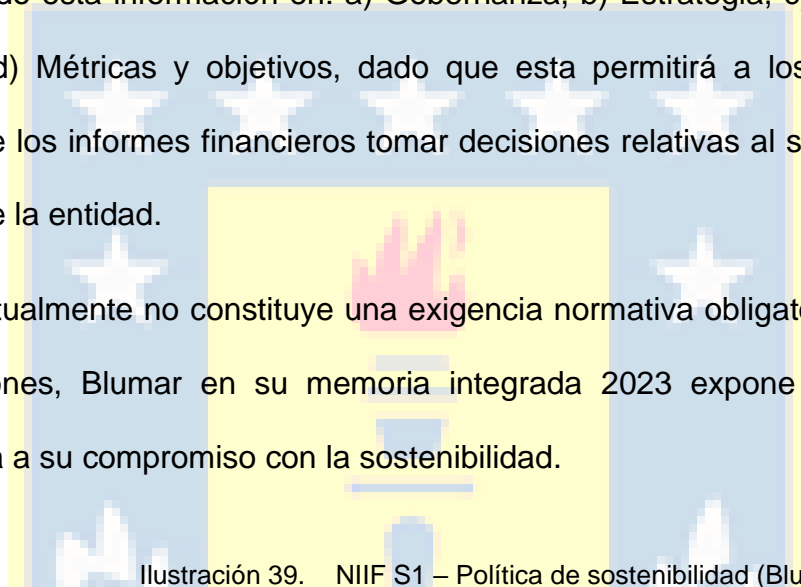 de esta información en: a) Gobernanza, b) Estrategia,
d) Métricas y objetivos, dado que esta permitirá a los
e los informes financieros tomar decisiones relativas al s
e la entidad.
tualmente no constituye una exigencia normativa obligato
nes, Blumar en su memoria integrada 2023 expone
a su compromiso con la sostenibilidad.
Ilustración 39. NIIF S1 – Política de sostenibilidad (Blu